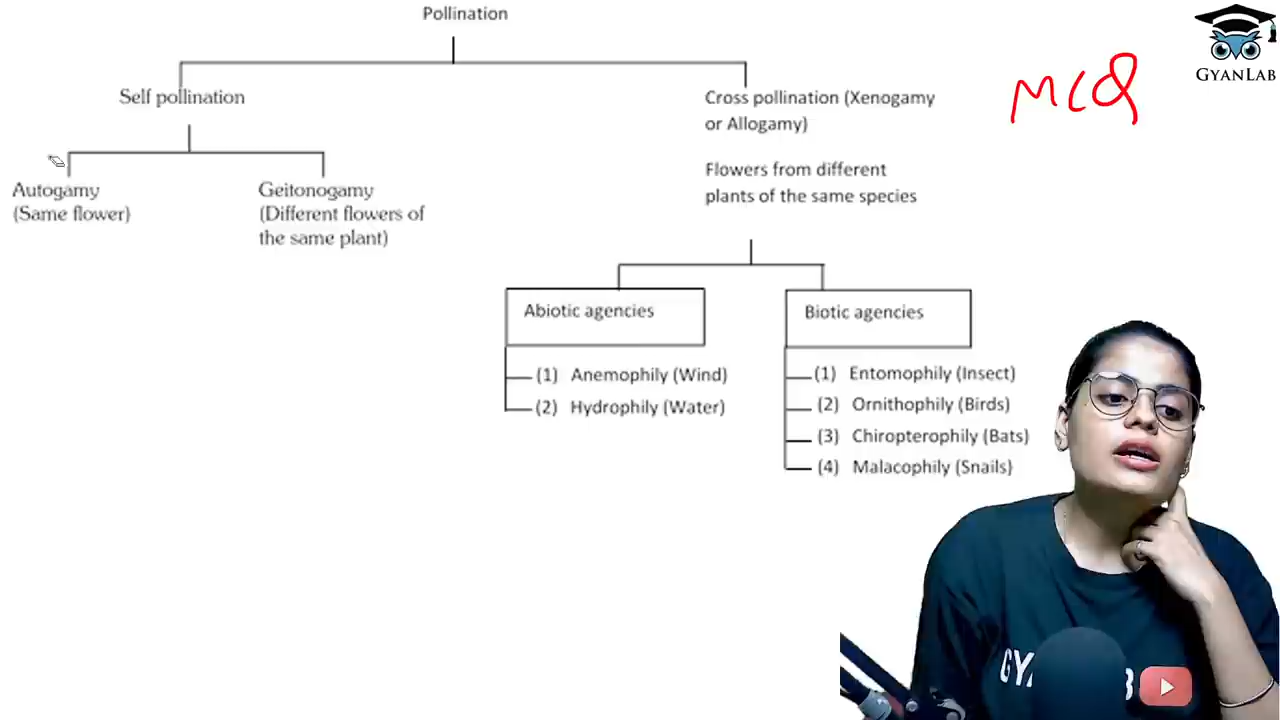 Pollination
GYANLAB
MCQ
Self pollination
Cross pollination (Xenogamy
or Allogamy)
Autogamy
(Same flower)
Geitonogamy
(Different flowers of
the same plant)
Flowers from different
plants of the same species
Abiotic agencies
(1) Anemophily (Wind)
(2) Hydrophily (Water)
Biotic agencies
(1) Entomophily (Insect)
(2) Ornithophily (Birds)
(3) Chiropterophily (Bats)
(4) Malacophily (Snails)